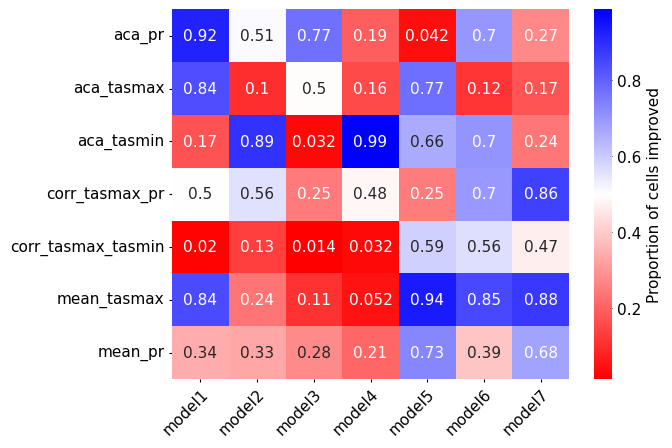 aca_pr 0.92 0.51 0.77 0.19 0.042 0.7 0.27
aca_tasmax 0.84 0.1 0.5 0.16 0.77 0.12 0.17
aca_tasmin 0.17 0.89 0.032 0.99 0.66 0.7 0.24
corr_tasmax_pr 0.5 0.56 0.25 0.48 0.25 0.7 0.86
corr_tasmax_tasmin 0.02 0.13 0.014 0.032 0.59 0.56 0.47
mean_tasmax 0.84 0.24 0.11 0.052 0.94 0.85 0.88
mean_pr 0.34 0.33 0.28 0.21 0.73 0.39 0.68
model1 model2 model3 model4 model5 model6 model7
0.8
0.6
0.4
0.2
Proportion of cells improved